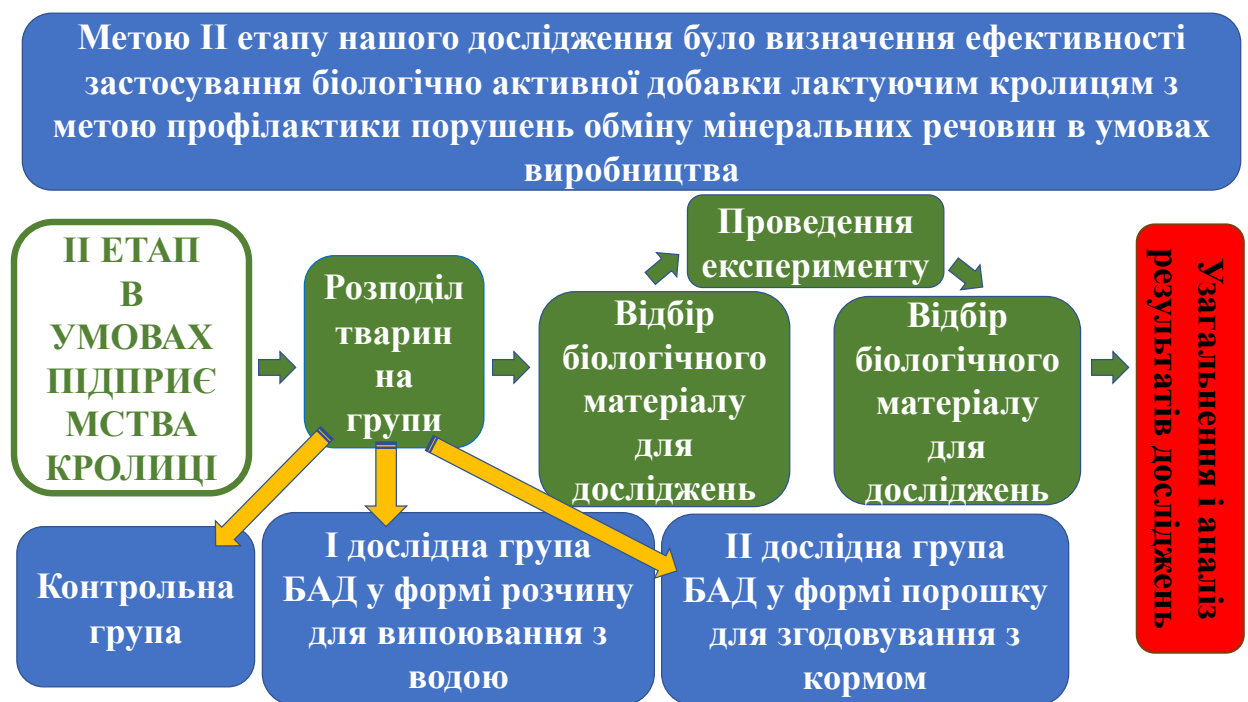 Метою ІІ етапу нашого дослідження було визначення ефективності
застосування біологічно активної добавки лактуючим кролицям з
метою профілактики порушень обміну мінеральних речовин в умовах
виробництва
ІІ ЕТАП
В
УМОВАХ
ПІДПРИЄ
МСТВА
КРОЛИЦІ
Розподіл
тварин
на
групи
Відбір
біологічного
матеріалу
для
досліджень
Проведення
експерименту
Відбір
біологічного
матеріалу
для
досліджень
Узагальнення і аналіз
результатів досліджень
Контрольна
група
І дослідна група
БАД у формі розчину
для випоювання з
водою
ІІ дослідна група
БАД у формі порошку
для згодовування з
кормом